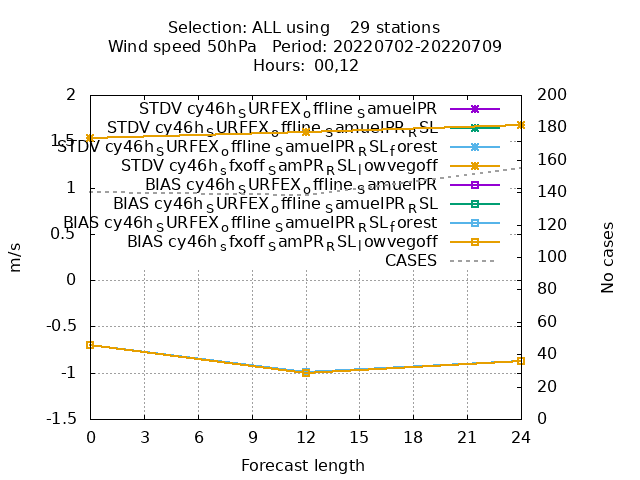 Selection: ALL using 29 stations
Wind speed 50hPa Period: 20220702-20220709
Hours: 00,12
STDV cy46h_SURFEX_offline_SamuelPR
STDV cy46h_SURFEX_offline_SamuelPR_RSL
STDV cy46h_SURFEX_offline_SamuelPR_RSL_forest
STDV cy46h_sfxoff_SamPR_RSL_lowvegoff
BIAS cy46h_SURFEX_offline_SamuelPR
BIAS cy46h_SURFEX_offline_SamuelPR_RSL
BIAS cy46h_SURFEX_offline_SamuelPR_RSL_forest
BIAS cy46h_sfxoff_SamPR_RSL_lowvegoff
CASES
2
1.5
1
0.5
0
-0.5
-1
-1.5
m/s
200
180
160
140
120
100
80
60
40
20
0
No cases
0 3 6 9 12 15 18 21 24
Forecast length